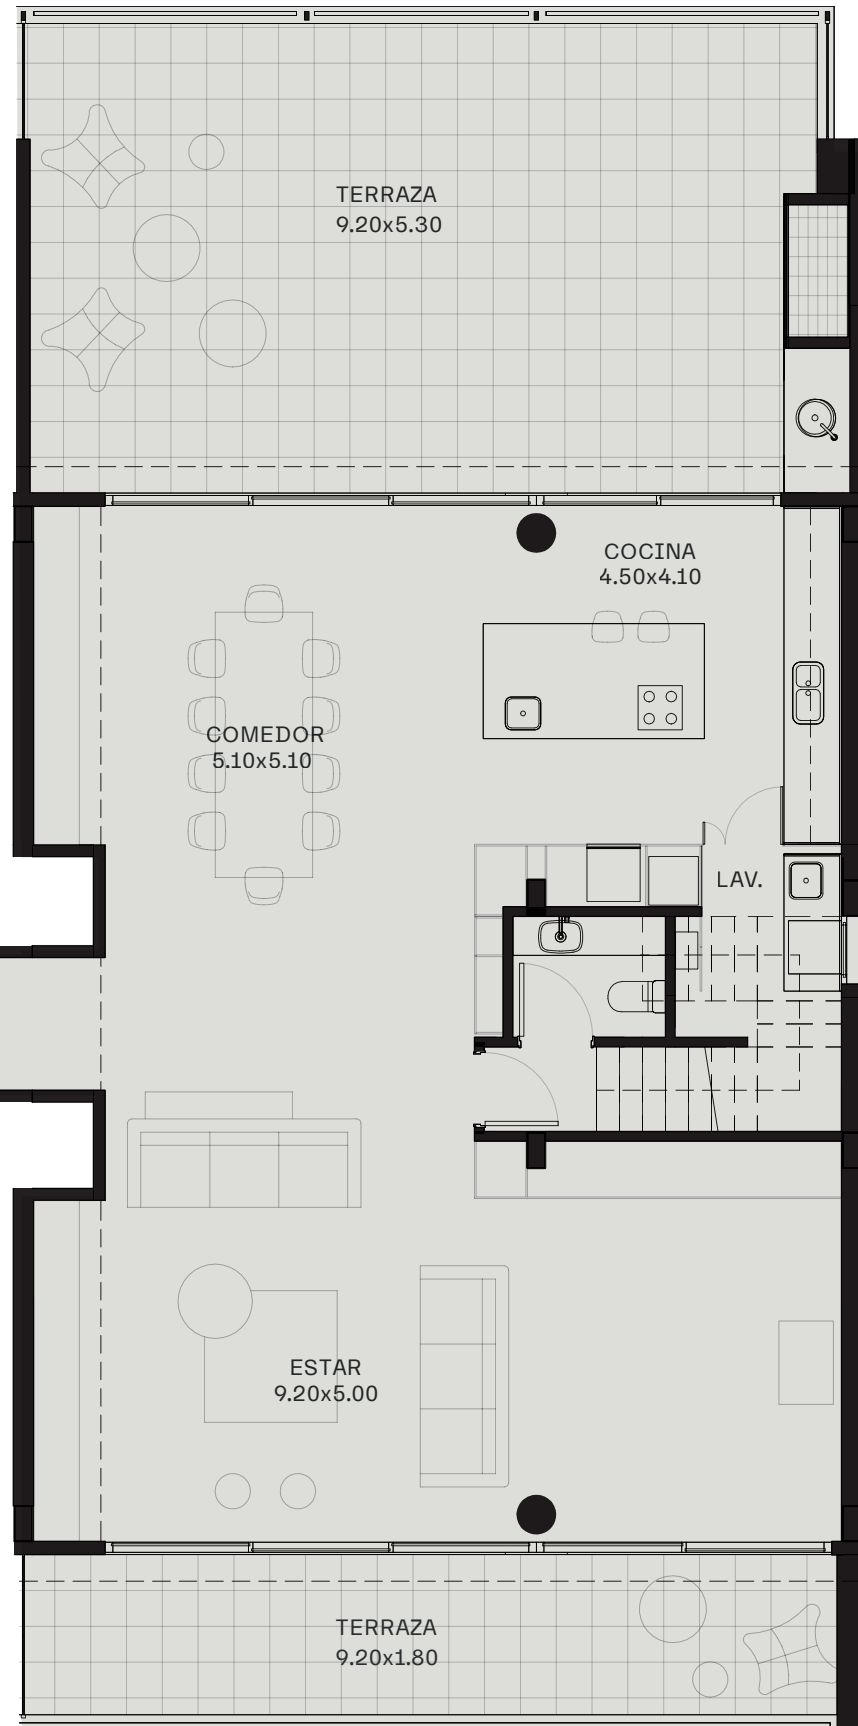 TERRAZA
9.20x5.30
COCINA
4.50x4.10
COMEDOR
5.10x5.10
LAV.
ESTAR
9.20x5.00
TERRAZA
9.20x1.80